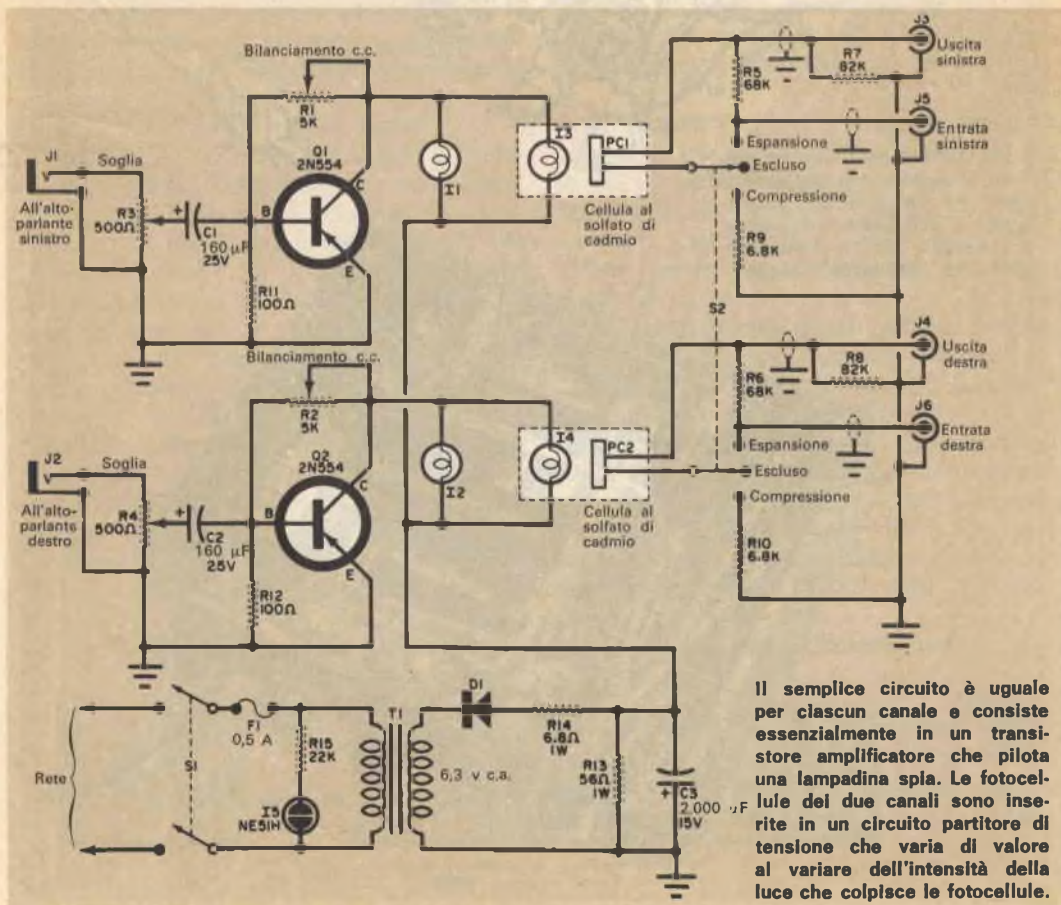 Bilanciamento c.c.
R1
5K
Q1
2N554
C
B
E
J1
Soglia
All'alto-
parlante
sinistro
R3
500Ω
+
C1
160 µF
25V
R11
100Ω
I1
I3
PC1
Cellula al
solfato di
cadmio
R5
68K
R7
82K
J3
Uscita
sinistra
J5
Entrata
sinistra
Espansione
Escluso
Compressione
R9
6.8K
S2
Bilanciamento c.c.
R2
5K
Q2
2N554
C
B
E
J2
Soglia
All'alto-
parlante
destro
R4
500Ω
+
C2
160 µF
25V
R12
100Ω
I2
I4
PC2
Cellula al
solfato di
cadmio
R6
68K
R8
82K
J4
Uscita
destra
J6
Entrata
destra
Espansione
Escluso
Compressione
R10
6.8K
Rete
S1
F1
0,5 A
R15
22K
I5
NE51H
T1
6,3 v c.a.
D1
R14
6.8Ω
1W
R13
56Ω
1W
+
C3
2.000 µF
15V
Il semplice circuito è uguale
per ciascun canale e consiste
essenzialmente in un transi-
store amplificatore che pilota
una lampadina spia. Le fotocel-
lule dei due canali sono inse-
rite in un circuito partitore di
tensione che varia di valore
al variare dell'intensità della
luce che colpisce le fotocellule.